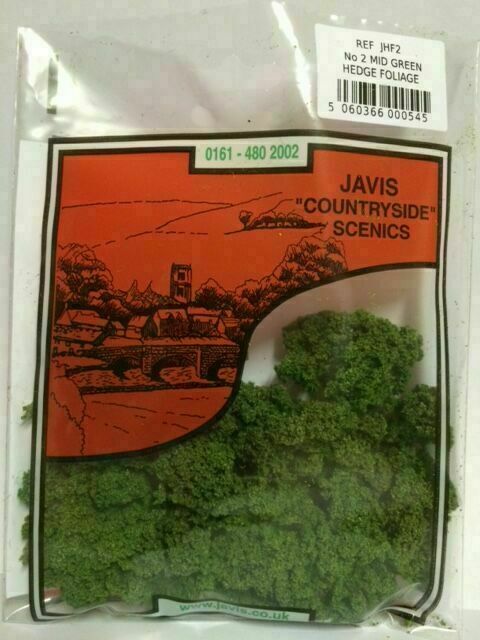 REF JHF2
No 2 MID GREEN
HEDGE FOLIAGE
5 060366 000545
0161 - 480 2002
JAVIS
"COUNTRYSIDE"
SCENICS
www.javis.co.uk